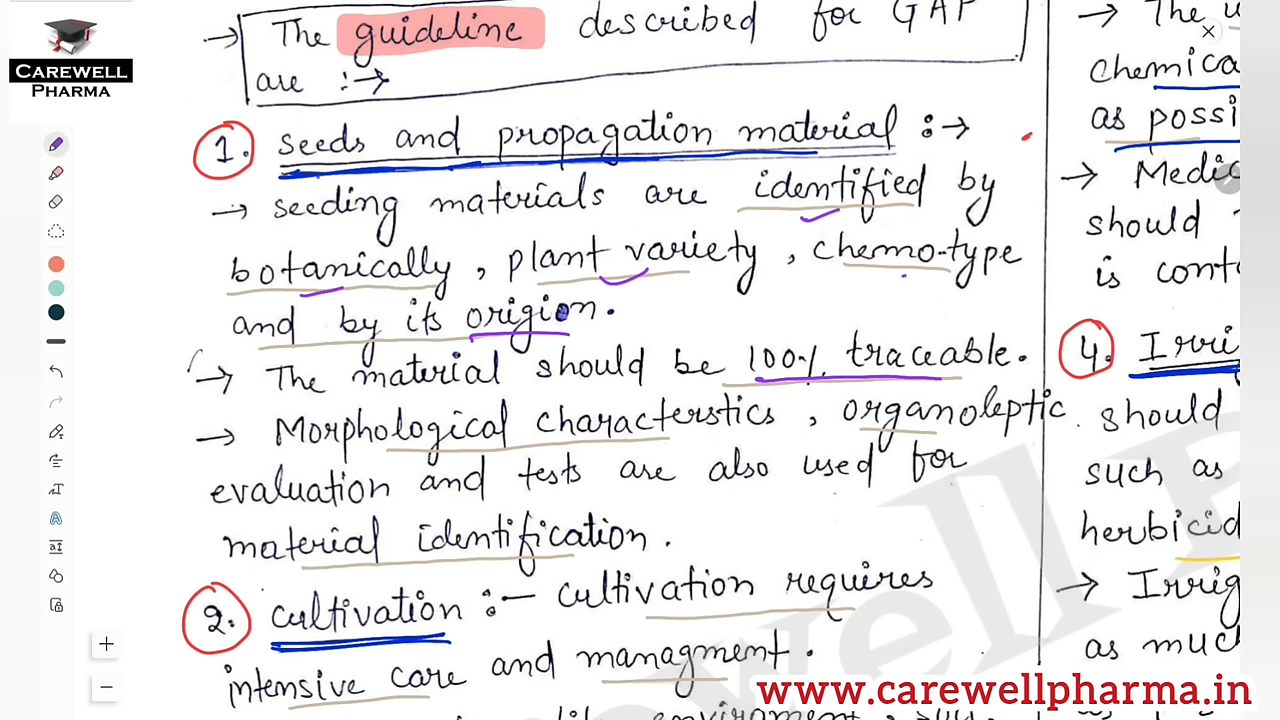 CAREWELL
PHARMA
→ The guideline described for GAP
are :→
1. seeds and propagation material :→
→ seeding materials are identified by
botanically, plant variety, chemo-type
and by its origion.
→ The material should be 100% traceable.
→ Morphological characterstics, organoleptic
evaluation and tests are also used for
material identification.
2. cultivation :- cultivation requires
intensive care and managment.
→ The
chemica
as possi
→ Medic
should
is cont
4. Irri
should
such as
herbicid
→ Irrig
as muc
www.carewellpharma.in